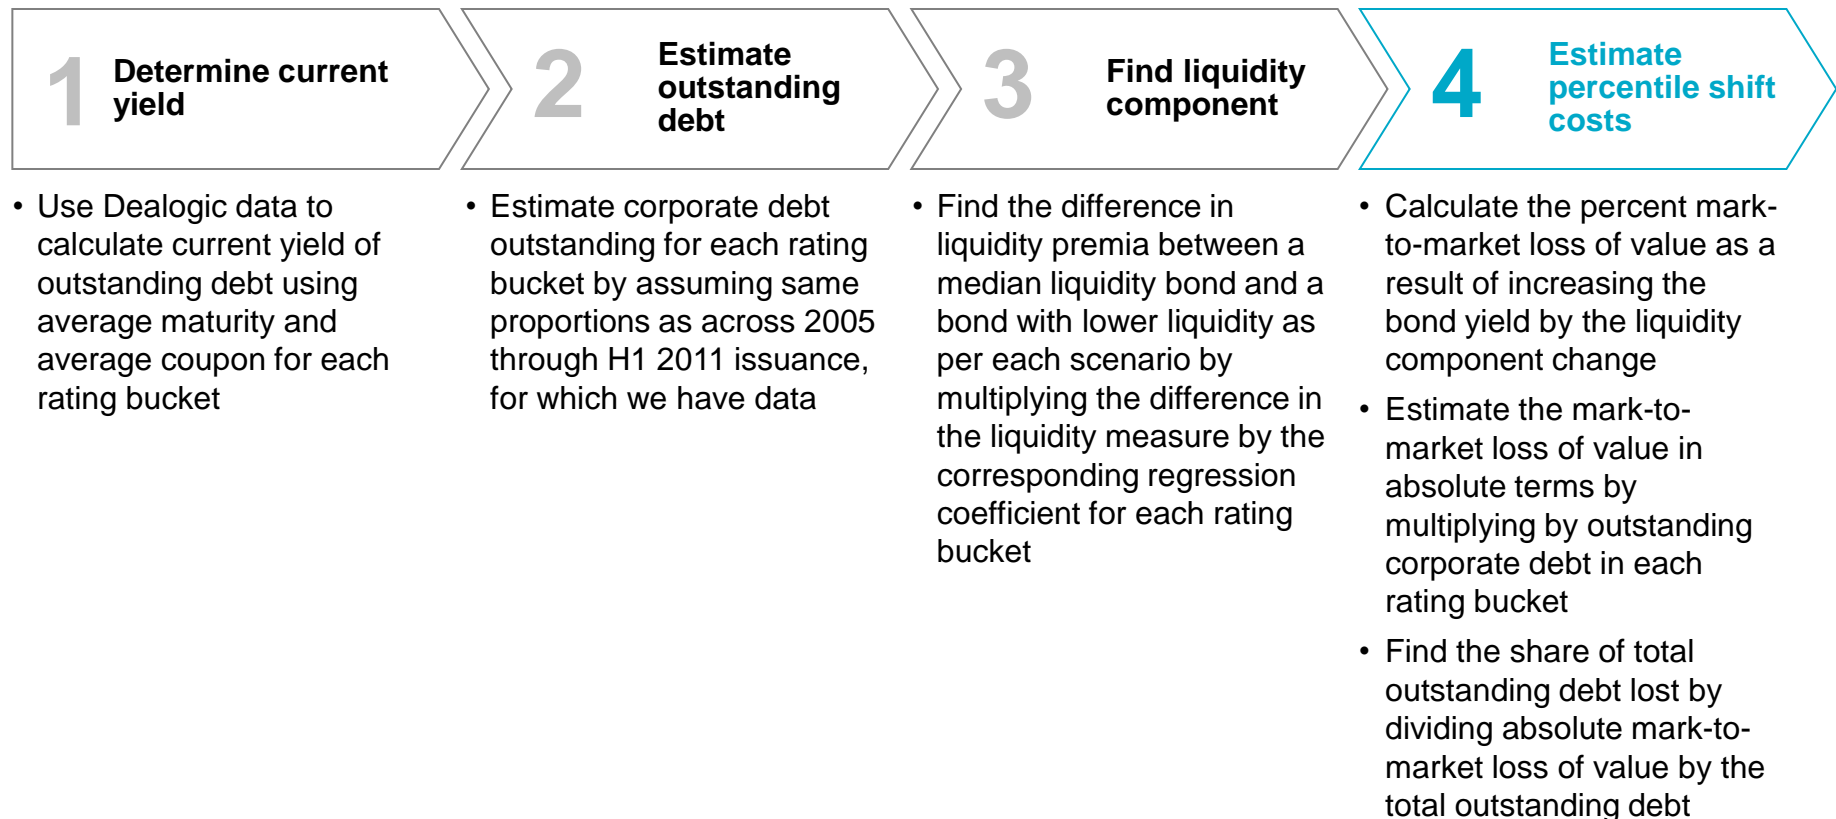 1
Determine current
yield
2
Estimate
outstanding
debt
3
Find liquidity
component
4
Estimate
percentile shift
costs
• Use Dealogic data to
calculate current yield of
outstanding debt using
average maturity and
average coupon for each
rating bucket
• Estimate corporate debt
outstanding for each rating
bucket by assuming same
proportions as across 2005
through H1 2011 issuance,
for which we have data
• Find the difference in
liquidity premia between a
median liquidity bond and a
bond with lower liquidity as
per each scenario by
multiplying the difference in
the liquidity measure by the
corresponding regression
coefficient for each rating
bucket
• Calculate the percent mark-
to-market loss of value as a
result of increasing the
bond yield by the liquidity
component change
• Estimate the mark-to-
market loss of value in
absolute terms by
multiplying by outstanding
corporate debt in each
rating bucket
• Find the share of total
outstanding debt lost by
dividing absolute mark-to-
market loss of value by the
total outstanding debt